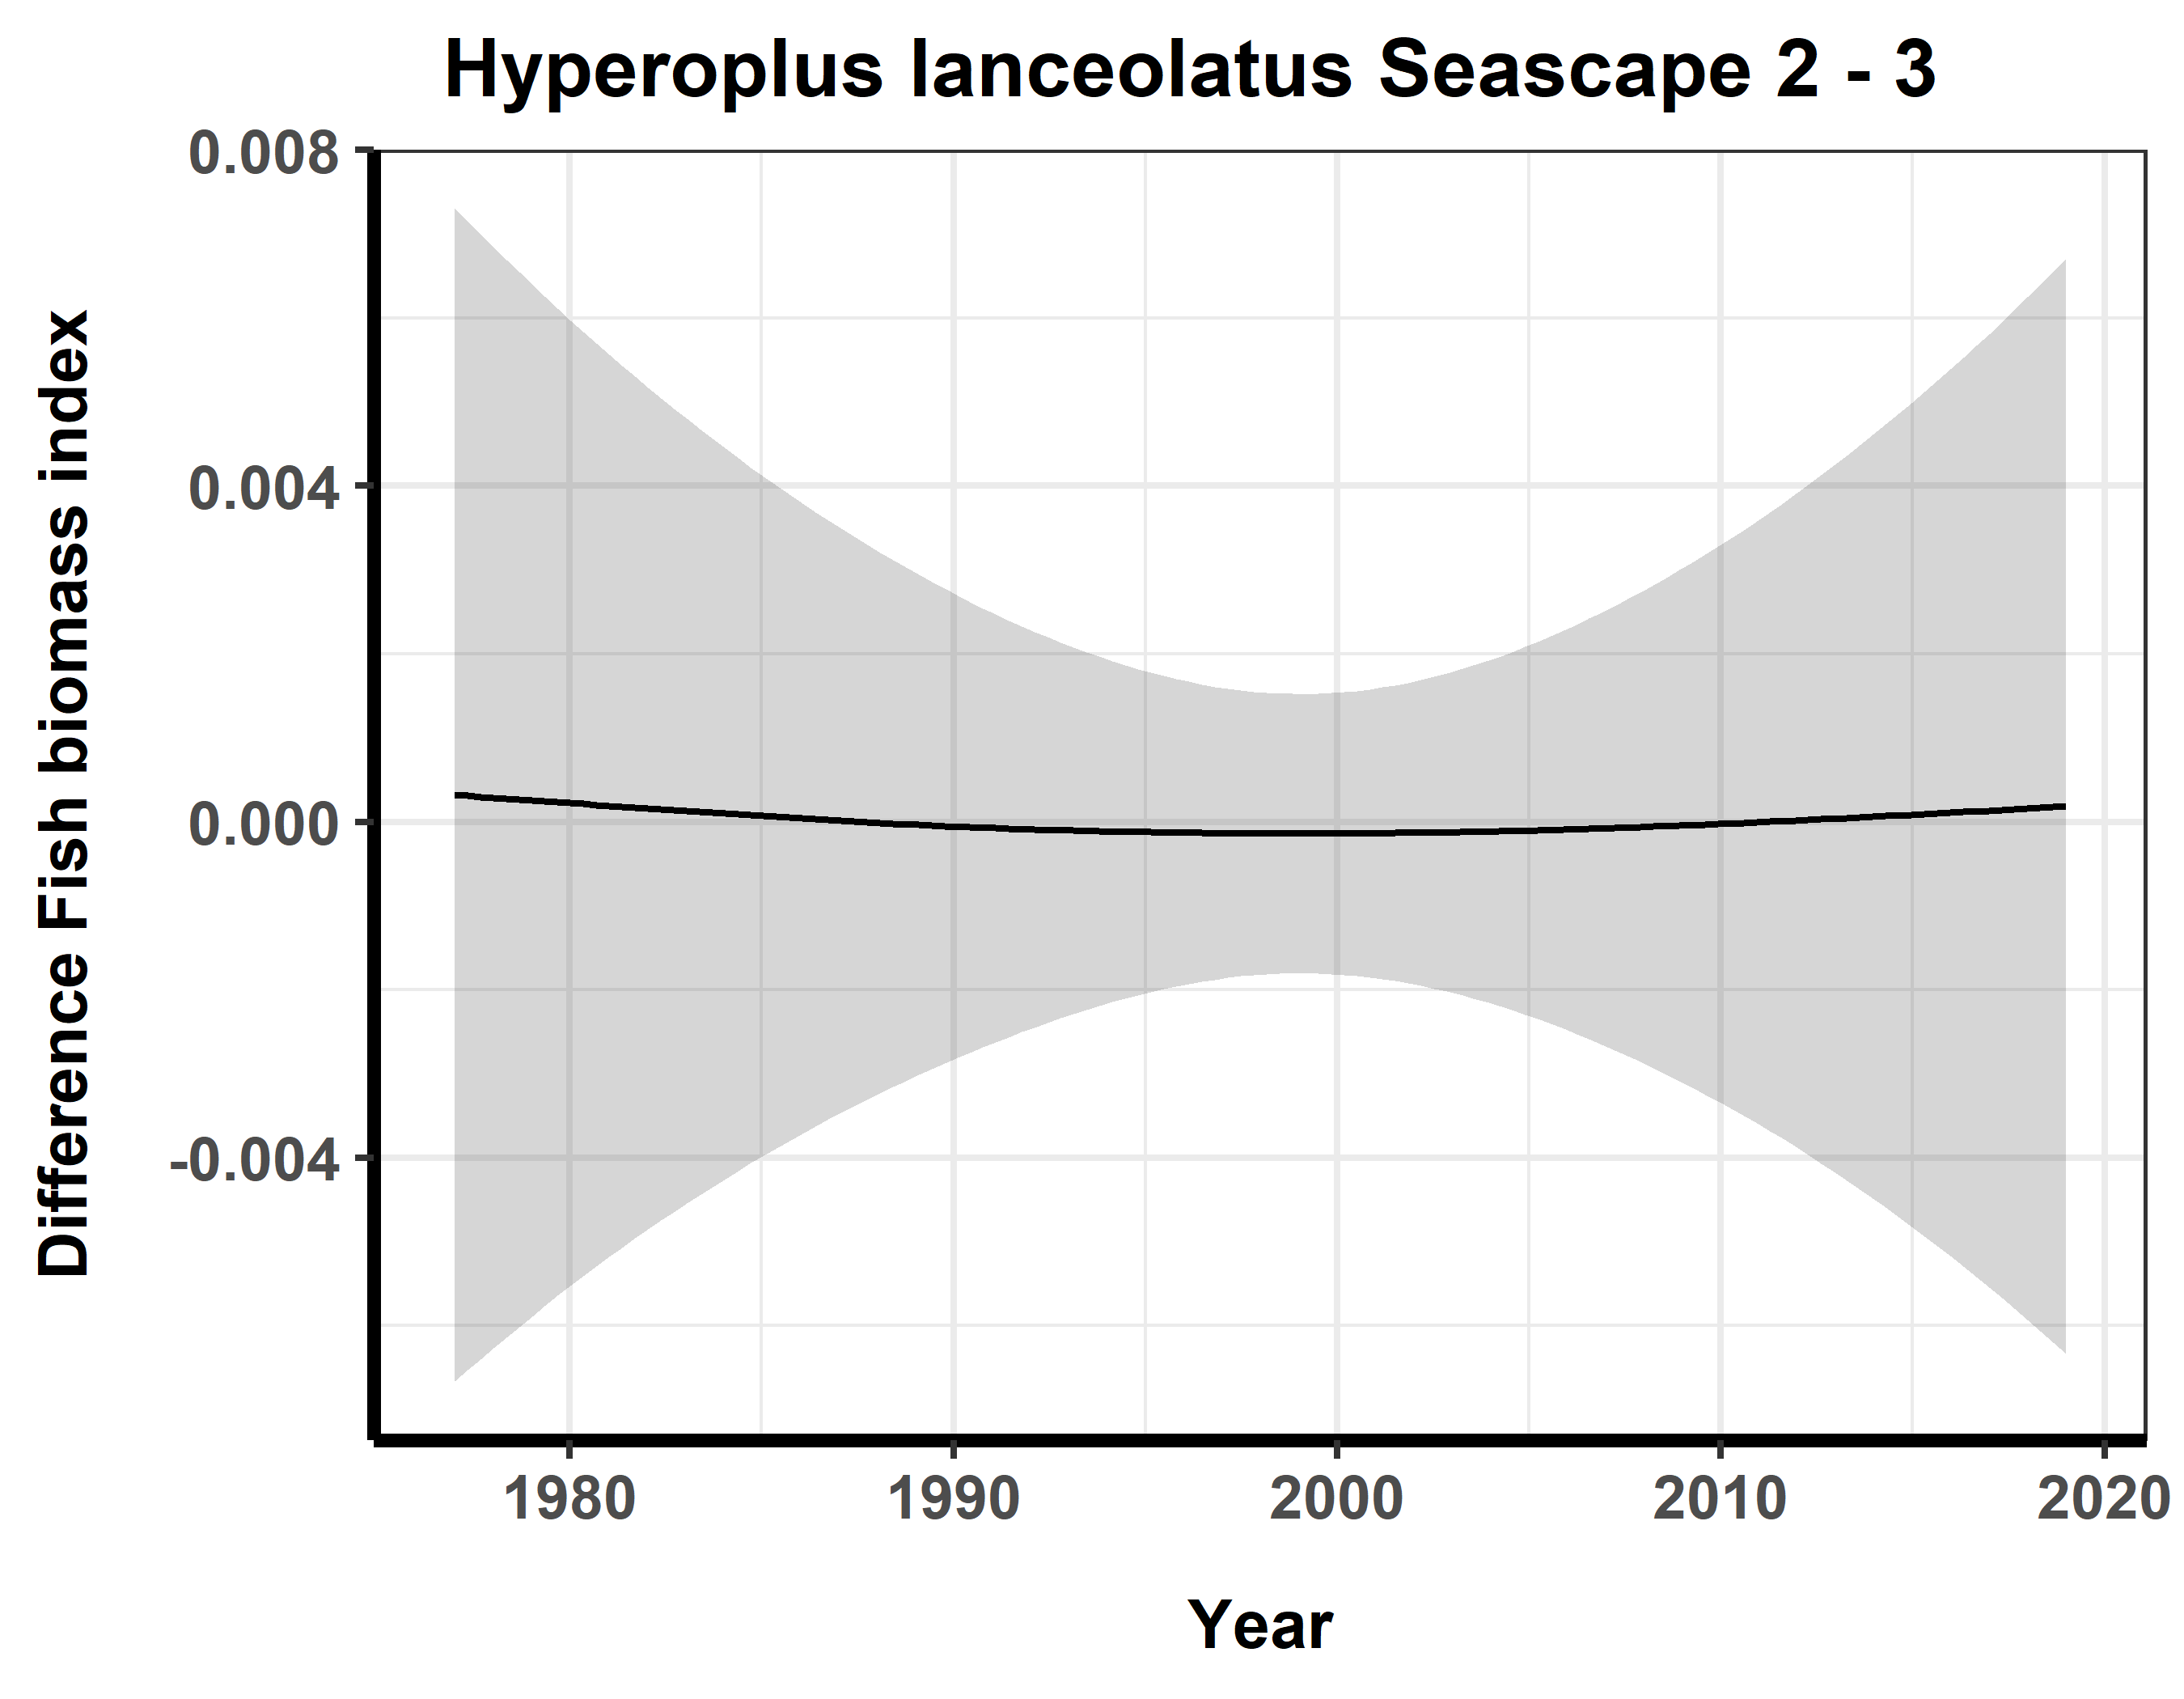 Hyperoplus lanceolatus Seascape 2 - 3
Difference Fish biomass index
0.008
0.004
0.000
-0.004
1980 1990 2000 2010 2020
Year